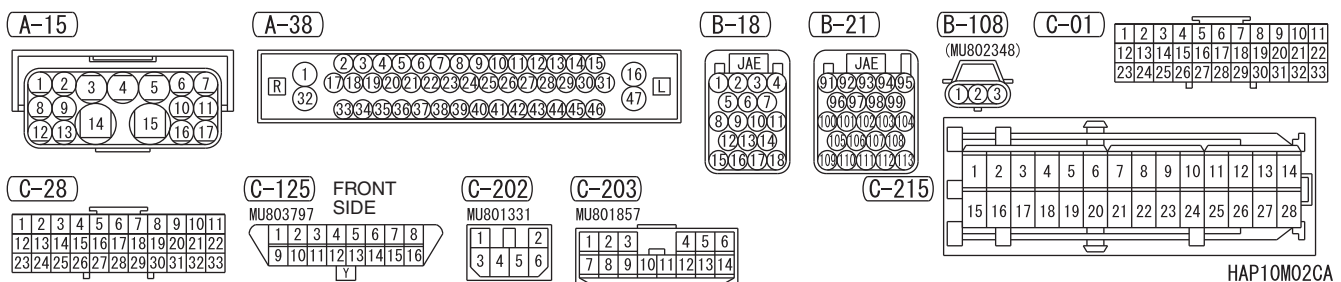 A-15
1 2 3 4 5 6 7
8 9 10 11
12 13 14 15 16 17
A-38
R
1 2 3 4 5 6 7 8 9 10 11 12 13 14 15 16
17 18 19 20 21 22 23 24 25 26 27 28 29 30 31
32 33 34 35 36 37 38 39 40 41 42 43 44 45 46 47
L
B-18
JAE
1 2 3 4
5 6 7
8 9 10 11
12 13 14
15 16 17 18
B-21
JAE
91 92 93 94 95
96 97 98 99
100 101 102 103 104
105 106 107 108
109 110 111 112 113
B-108
(MU802348)
1 2 3
C-01
1 2 3 4 5 6 7 8 9 10 11
12 13 14 15 16 17 18 19 20 21 22
23 24 25 26 27 28 29 30 31 32 33
C-28
1 2 3 4 5 6 7 8 9 10 11
12 13 14 15 16 17 18 19 20 21 22
23 24 25 26 27 28 29 30 31 32 33
C-125
FRONT
SIDE
MU803797
1 2 3 4 5 6 7 8
9 10 11 12 13 14 15 16
Y
C-202
MU801331
1 2
3 4 5 6
C-203
MU801857
1 2 3 4 5 6
7 8 9 10 11 12 13 14
C-215
1 2 3 4 5 6 7 8 9 10 11 12 13 14
15 16 17 18 19 20 21 22 23 24 25 26 27 28
HAP10M02CA